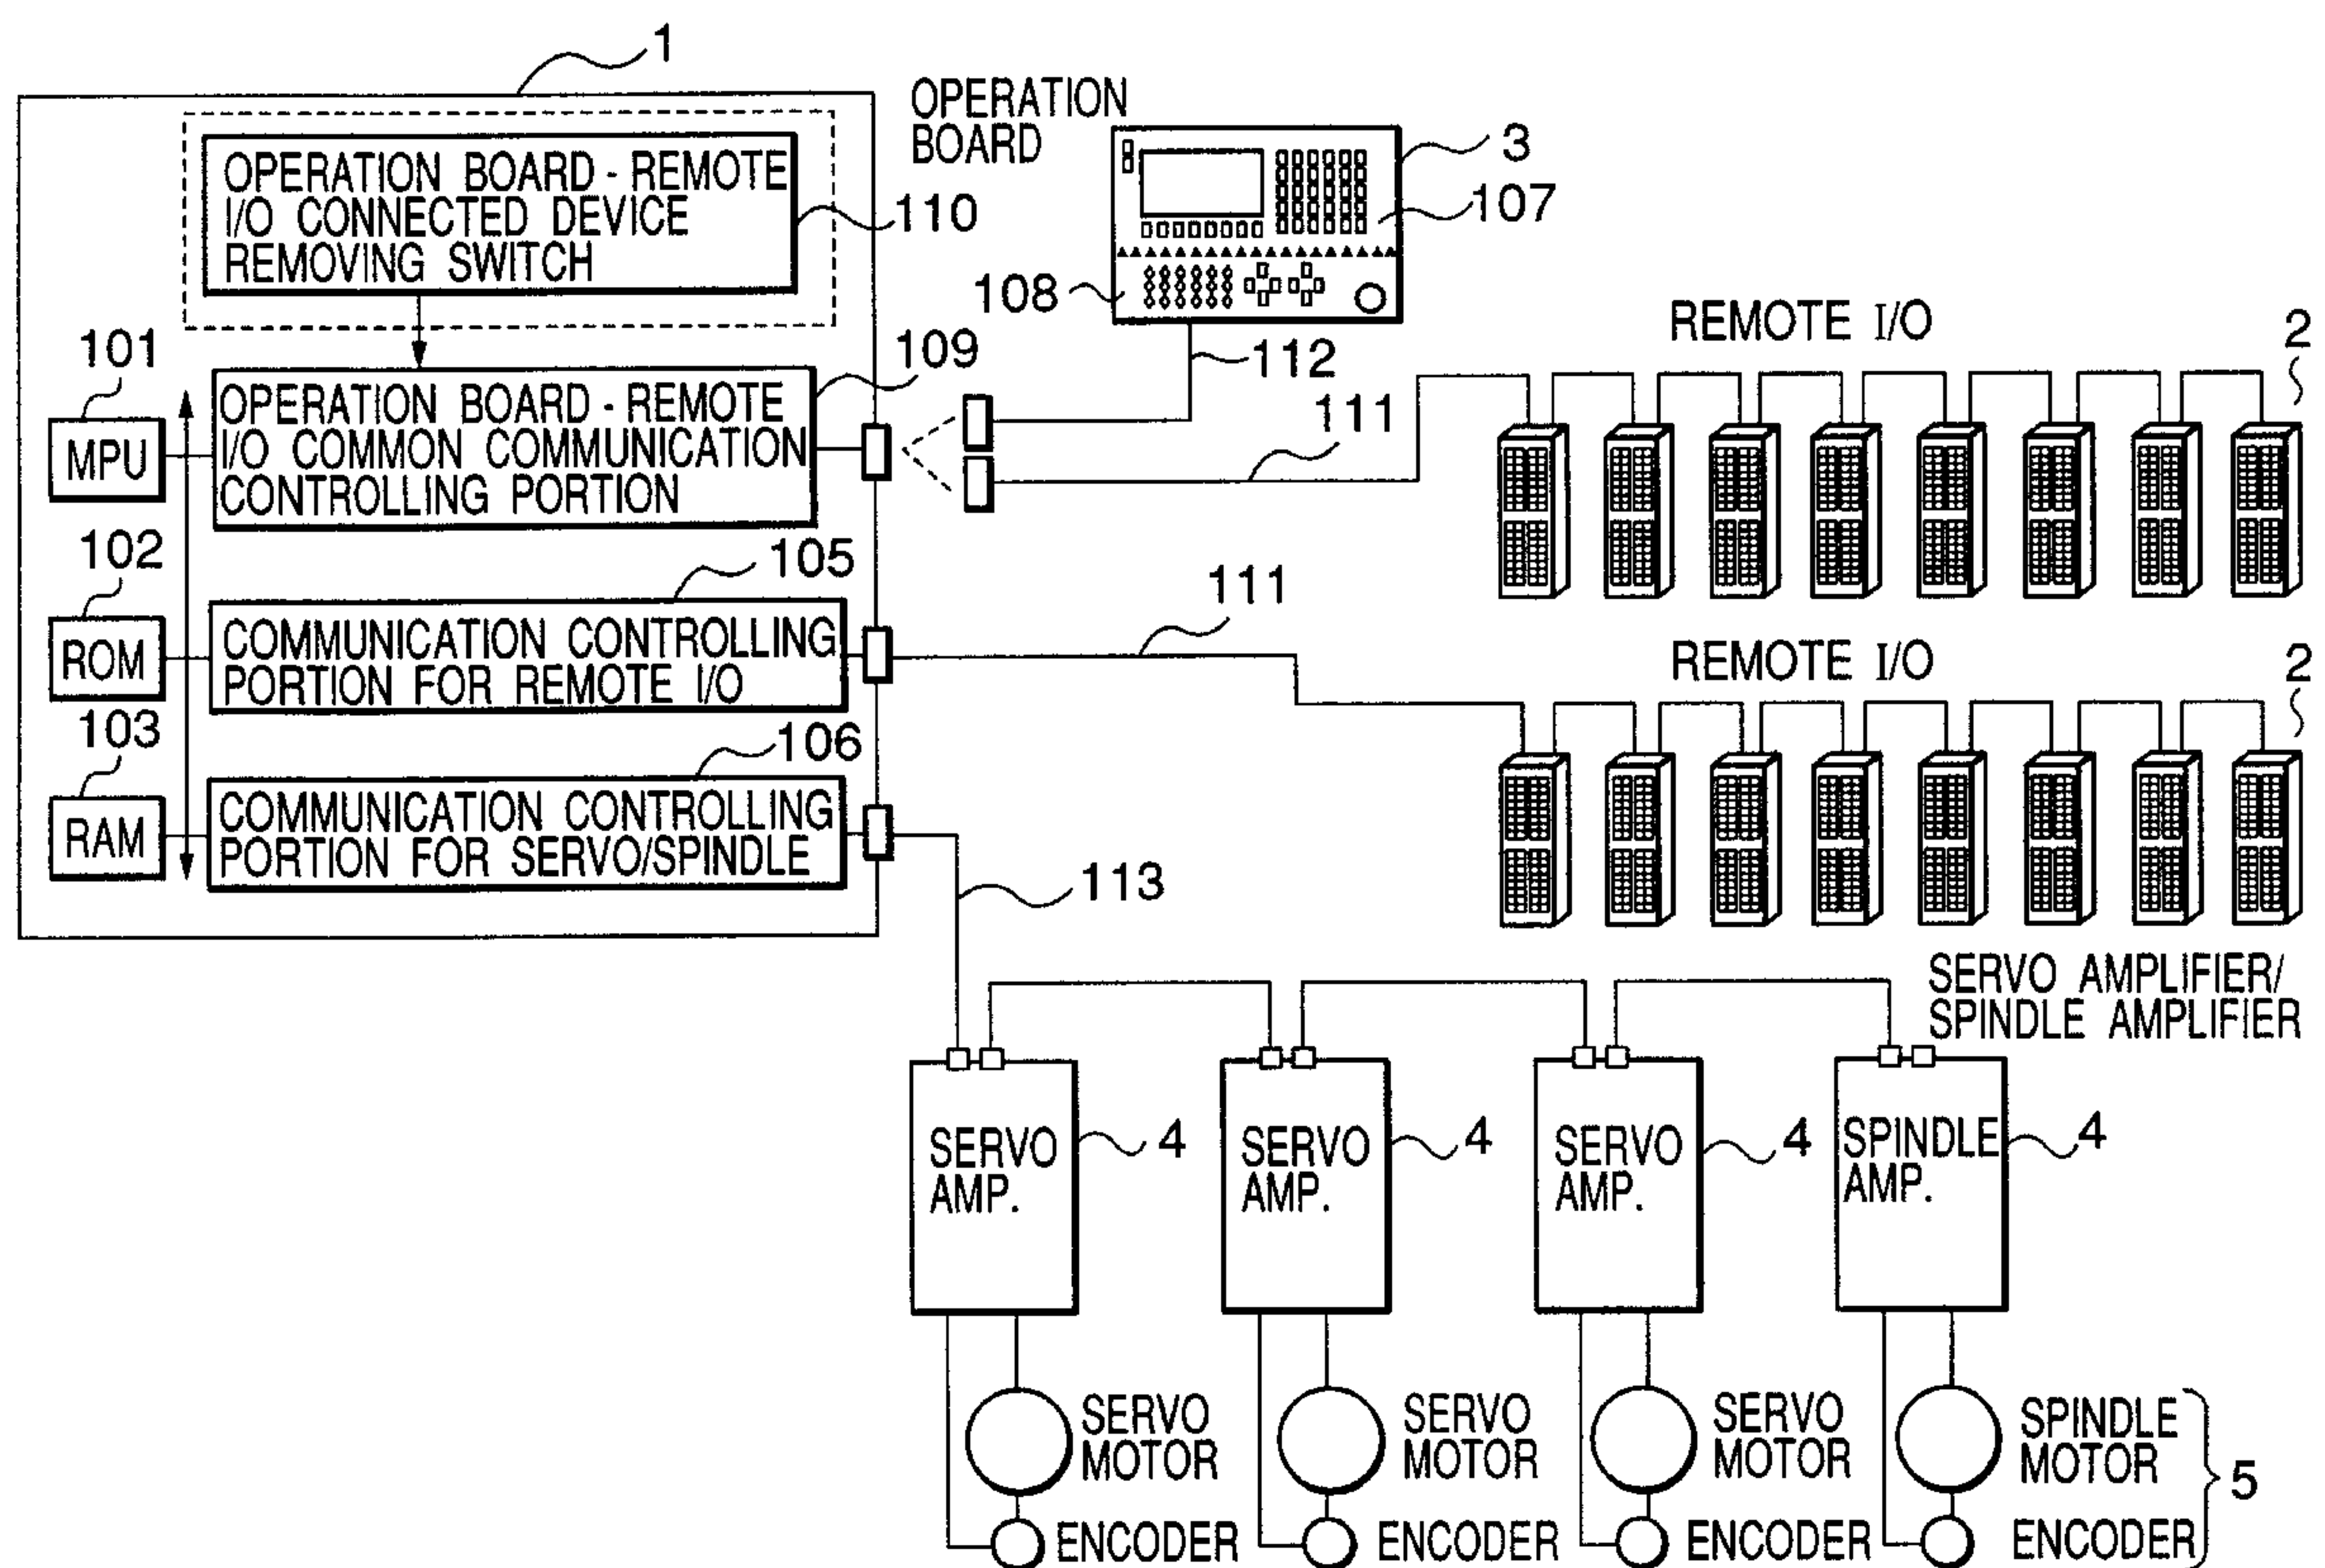 1
OPERATION BOARD - REMOTE
I/O CONNECTED DEVICE
REMOVING SWITCH
110
OPERATION
BOARD
3
107
108
112
101
MPU
109
OPERATION BOARD - REMOTE
I/O COMMON COMMUNICATION
CONTROLLING PORTION
111
REMOTE I/O
2
102
ROM
105
COMMUNICATION CONTROLLING
PORTION FOR REMOTE I/O
111
REMOTE I/O
2
103
RAM
106
COMMUNICATION CONTROLLING
PORTION FOR SERVO/SPINDLE
113
SERVO AMPLIFIER/
SPINDLE AMPLIFIER
SERVO
AMP.
4
SERVO
AMP.
4
SERVO
AMP.
4
SPINDLE
AMP.
4
SERVO
MOTOR
SERVO
MOTOR
SERVO
MOTOR
SPINDLE
MOTOR
5
ENCODER
ENCODER
ENCODER
ENCODER